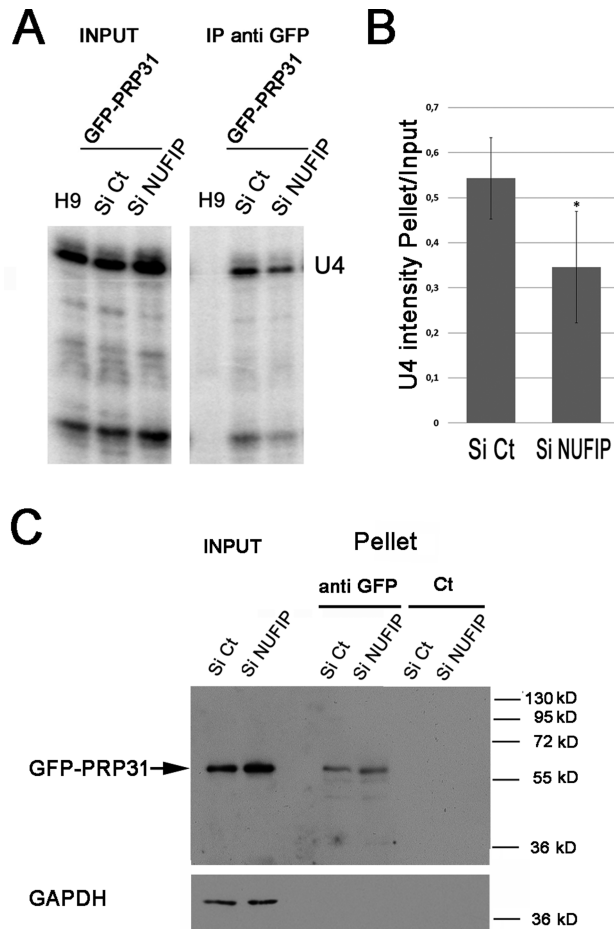 A
INPUT
IP anti GFP
GFP-PRP31
GFP-PRP31
H9
Si Ct
Si NUFIP
H9
Si Ct
Si NUFIP
U4
B
U4 intensity Pellet/Input
0,7
0,6
0,5
0,4
0,3
0,2
0,1
0
*
Si Ct
Si NUFIP
C
INPUT
Pellet
anti GFP
Ct
Si Ct
Si NUFIP
Si Ct
Si NUFIP
Si Ct
Si NUFIP
GFP-PRP31
130 kD
95 kD
72 kD
55 kD
36 kD
GAPDH
36 kD